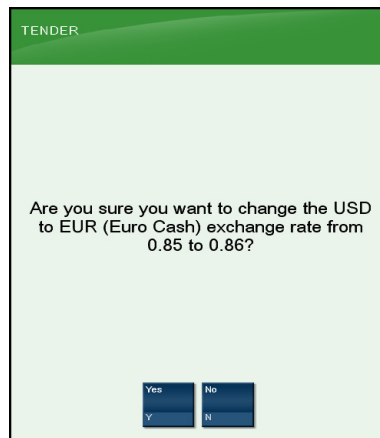 TENDER
Are you sure you want to change the USD
to EUR (Euro Cash) exchange rate from
0.85 to 0.86?
Yes No
Y N